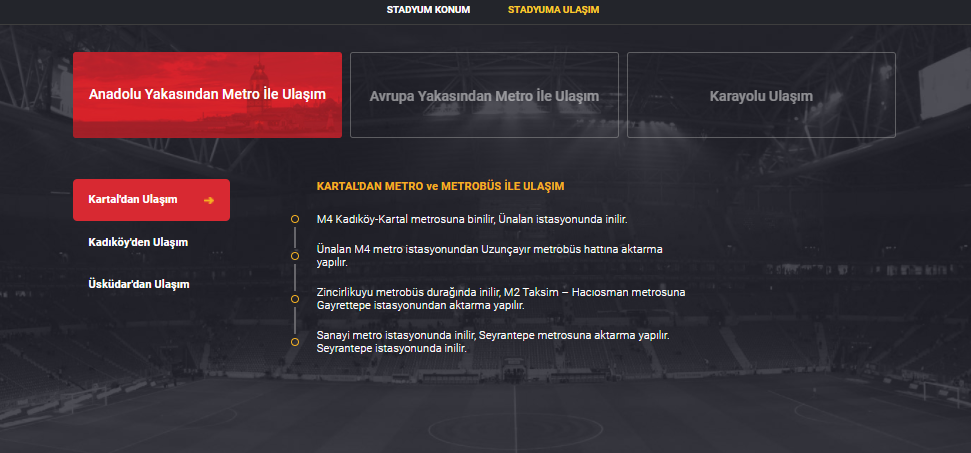 STADYUM KONUM
STADYUMA ULAŞIM
Anadolu Yakasından Metro İle Ulaşım
Avrupa Yakasından Metro İle Ulaşım
Karayolu Ulaşım
Kartal'dan Ulaşım
Kadıköy'den Ulaşım
Üsküdar'dan Ulaşım
KARTAL'DAN METRO ve METROBÜS İLE ULAŞIM
M4 Kadıköy-Kartal metrosuna binilir, Ünalan istasyonunda inilir.
Ünalan M4 metro istasyonundan Uzunçayır metrobüs hattına aktarma
yapılır.
Zincirlikuyu metrobüs durağında inilir, M2 Taksim – Hacıosman metrosuna
Gayrettepe istasyonundan aktarma yapılır.
Sanayi metro istasyonunda inilir, Seyrantepe metrosuna aktarma yapılır.
Seyrantepe istasyonunda inilir.